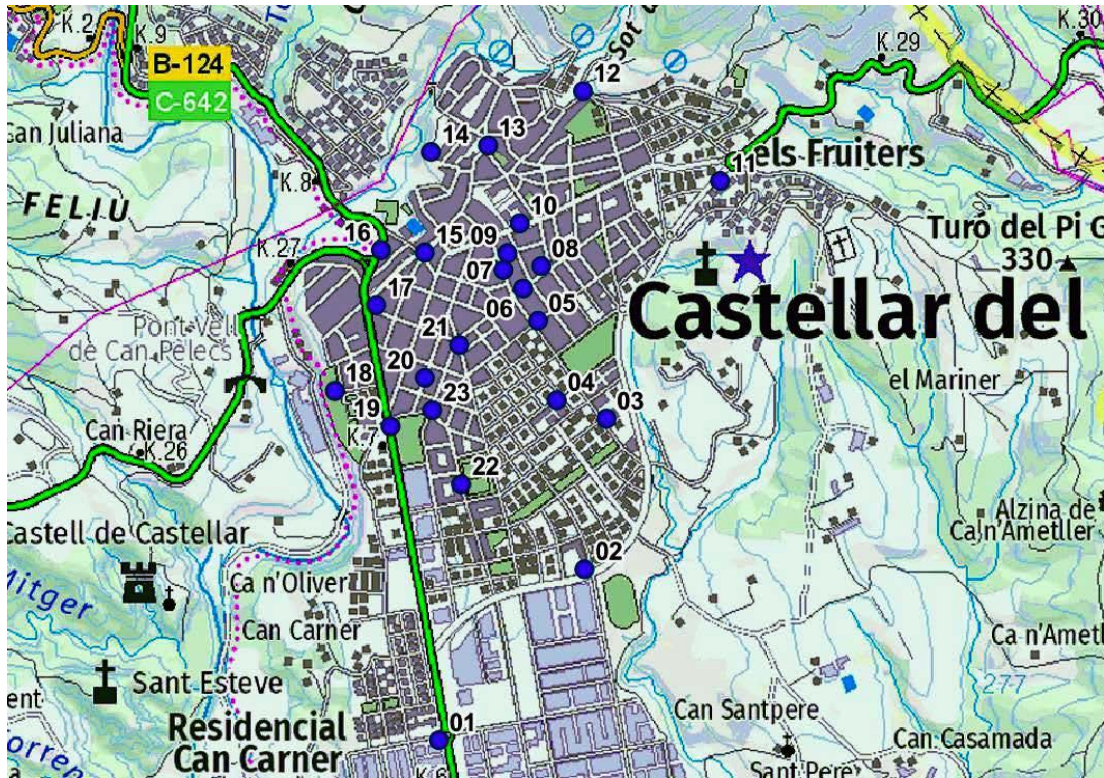 K.2
K.9
B-124
C-642
can Juliana
K.8
FELIU
K.27
Pont Vell
de Can Pèlecs
Can Riera
K.26
Castell de Castellar
Mitger
Ca n'Oliver
Can Carner
Sant Esteve
Residencial
Can Carner
K.6
K.7
Sot
K.29
K.30
els Fruiters
Turó del Pi G
330
Castellar del
el Mariner
Alzina de
Ca n'Ametller
Ca n'Ametl
277
Can Santpere
Can Casamada
Sant Pere
12
13
14
11
10
16
15
09
08
07
17
06
05
21
20
18
23
04
03
19
22
02
01